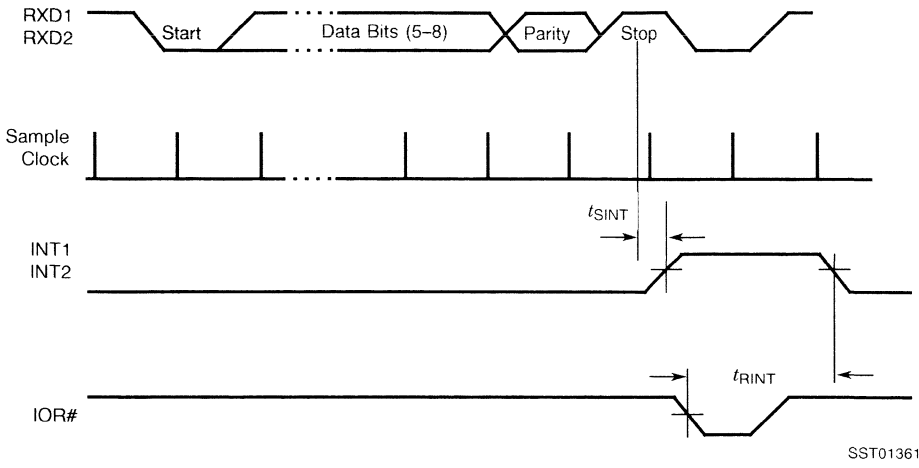 RXD1
RXD2
Start
Data Bits (5–8)
Parity
Stop
Sample
Clock
tSINT
INT1
INT2
tRINT
IOR#
SST01361